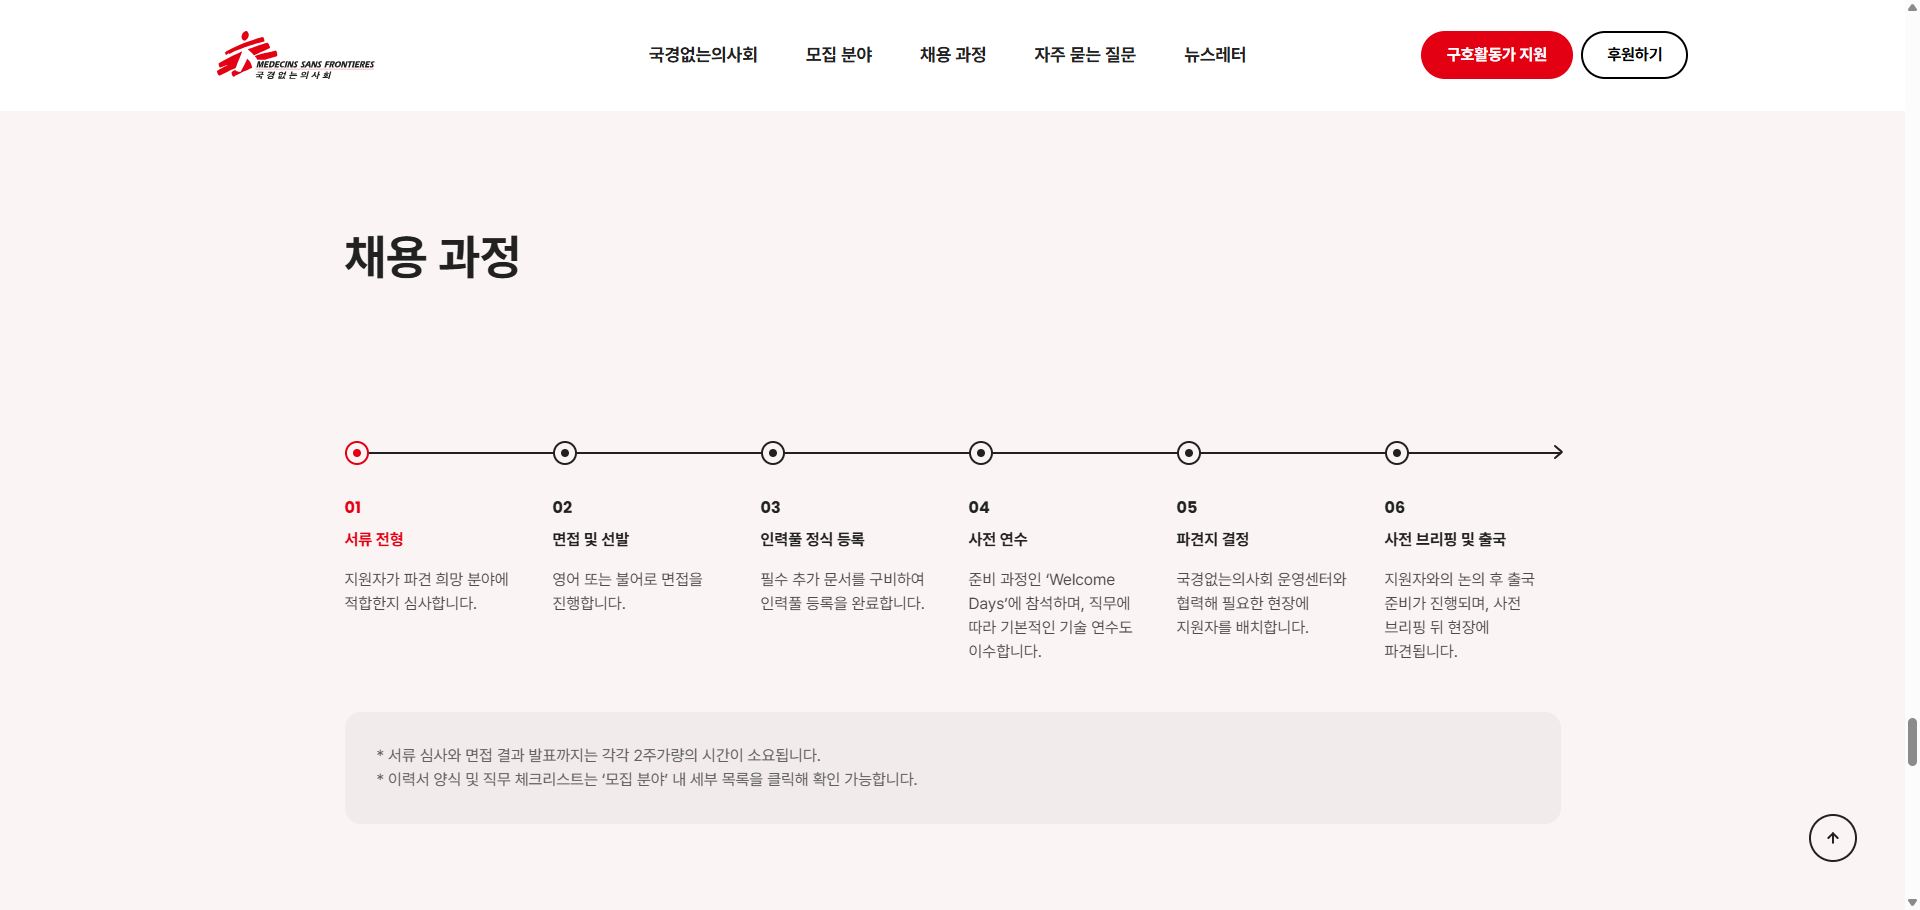 MEDECINS SANS FRONTIERES
국경없는의사회
국경없는의사회
모집 분야
채용 과정
자주 묻는 질문
뉴스레터
구호활동가 지원
후원하기
채용 과정
01
서류 전형
지원자가 파견 희망 분야에
적합한지 심사합니다.
02
면접 및 선발
영어 또는 불어로 면접을
진행합니다.
03
인력풀 정식 등록
필수 추가 문서를 구비하여
인력풀 등록을 완료합니다.
04
사전 연수
준비 과정인 ‘Welcome
Days’에 참석하며, 직무에
따라 기본적인 기술 연수도
이수합니다.
05
파견지 결정
국경없는의사회 운영센터와
협력해 필요한 현장에
지원자를 배치합니다.
06
사전 브리핑 및 출국
지원자와의 논의 후 출국
준비가 진행되며, 사전
브리핑 뒤 현장에
파견됩니다.
* 서류 심사와 면접 결과 발표까지는 각각 2주가량의 시간이 소요됩니다.
* 이력서 양식 및 직무 체크리스트는 ‘모집 분야’ 내 세부 목록을 클릭해 확인 가능합니다.